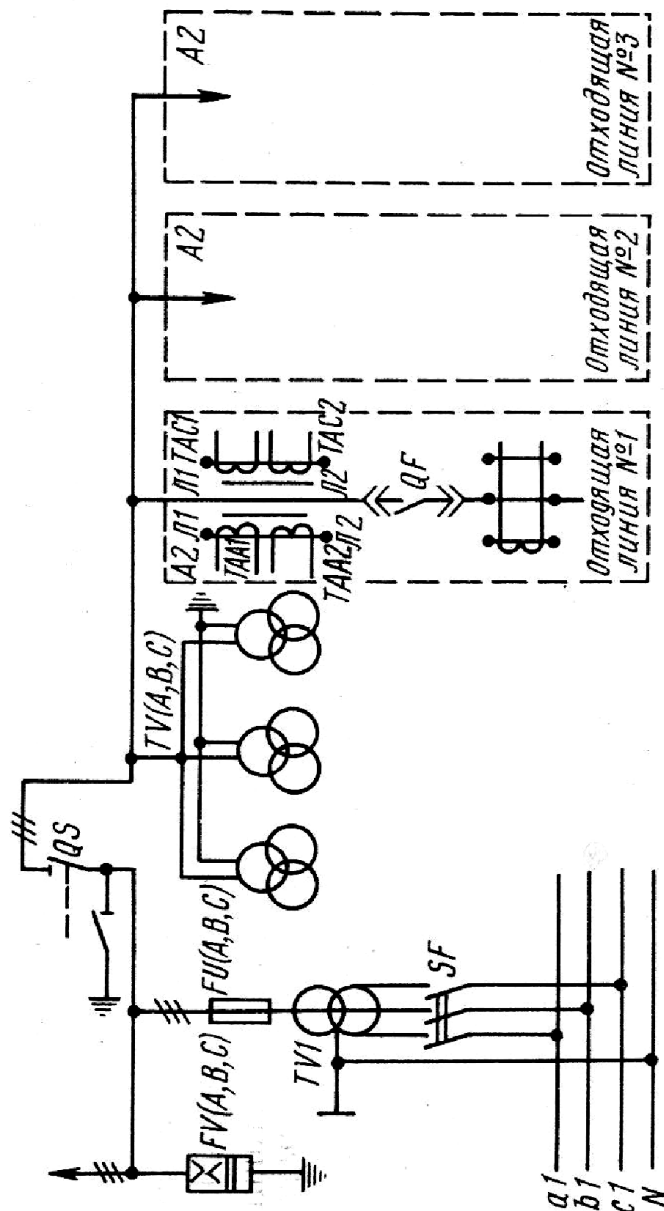 A2
Отходящая
линия №3
A2
Отходящая
линия №2
A2
Л1
Л1
TAC1
TAA1
TAA2
Л2
Л2
TAC2
QF
Отходящая
линия №1
TV(A,B,C)
QS
FU(A,B,C)
FV(A,B,C)
TV1
SF
a1
b1
c1
N